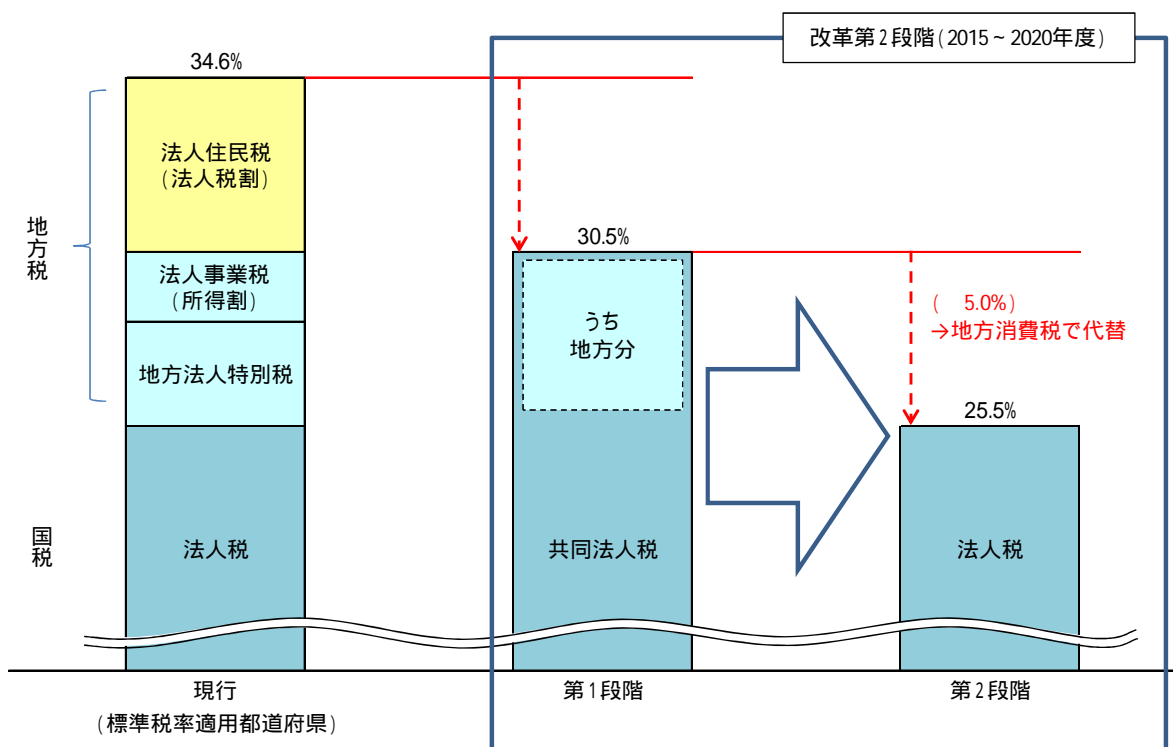 改革第2段階(2015~2020年度)
34.6%
法人住民税
(法人税割)
地方税
30.5%
法人事業税
(所得割)
うち
地方分
( 5.0%)
→地方消費税で代替
地方法人特別税
25.5%
国税
法人税
共同法人税
法人税
現行
(標準税率適用都道府県)
第1段階
第2段階